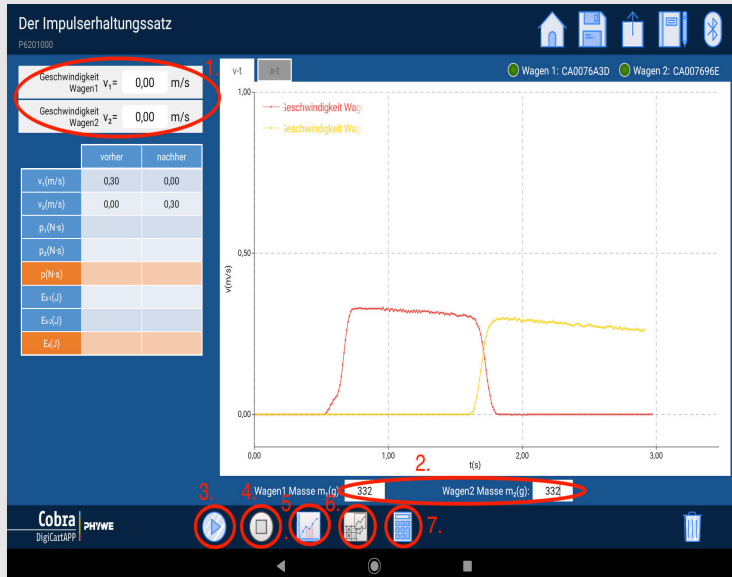 Der Impulserhaltungssatz
P6201000
Geschwindigkeit Wagen1 v₁= 0,00 m/s
Geschwindigkeit Wagen2 v₂= 0,00 m/s
1.
vorher nachher
v₁(m/s) 0,30 0,00
v₂(m/s) 0,00 0,30
p₁(N·s)
p₂(N·s)
p(N·s)
Eₖ₁(J)
Eₖ₂(J)
Eₖ(J)
v-t x-t
Wagen 1: CA0076A3D Wagen 2: CA007696E
Geschwindigkeit Wag
Geschwindigkeit Wag
1,00
0,50
0,00
v(m/s)
0,00 1,00 2,00 3,00
t(s)
2.
Wagen1 Masse m₁(g): 332 Wagen2 Masse m₂(g): 332
3. 4. 5. 6. 7.
Cobra PHYWE
DigiCartAPP